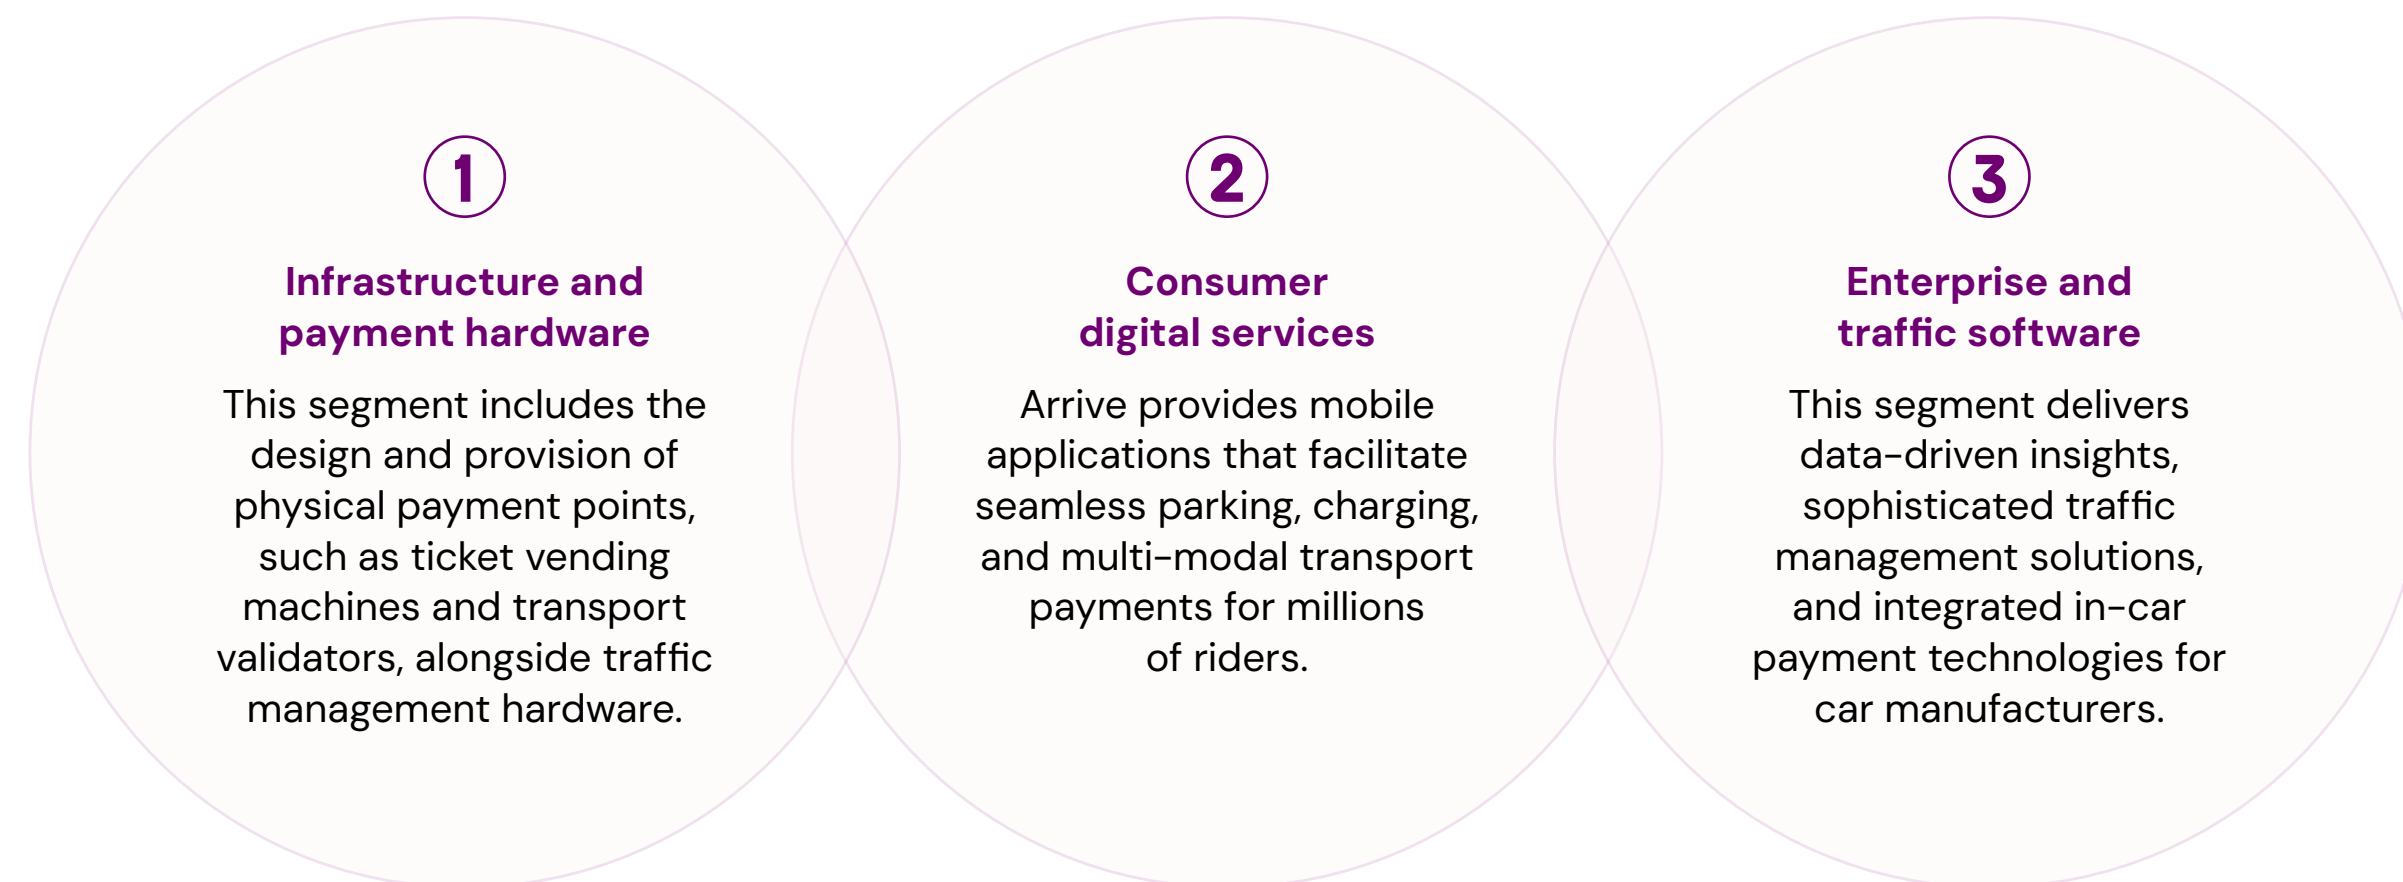 1
Infrastructure and
payment hardware
This segment includes the
design and provision of
physical payment points,
such as ticket vending
machines and transport
validators, alongside traffic
management hardware.
2
Consumer
digital services
Arrive provides mobile
applications that facilitate
seamless parking, charging,
and multi-modal transport
payments for millions
of riders.
3
Enterprise and
traffic software
This segment delivers
data-driven insights,
sophisticated traffic
management solutions,
and integrated in-car
payment technologies for
car manufacturers.